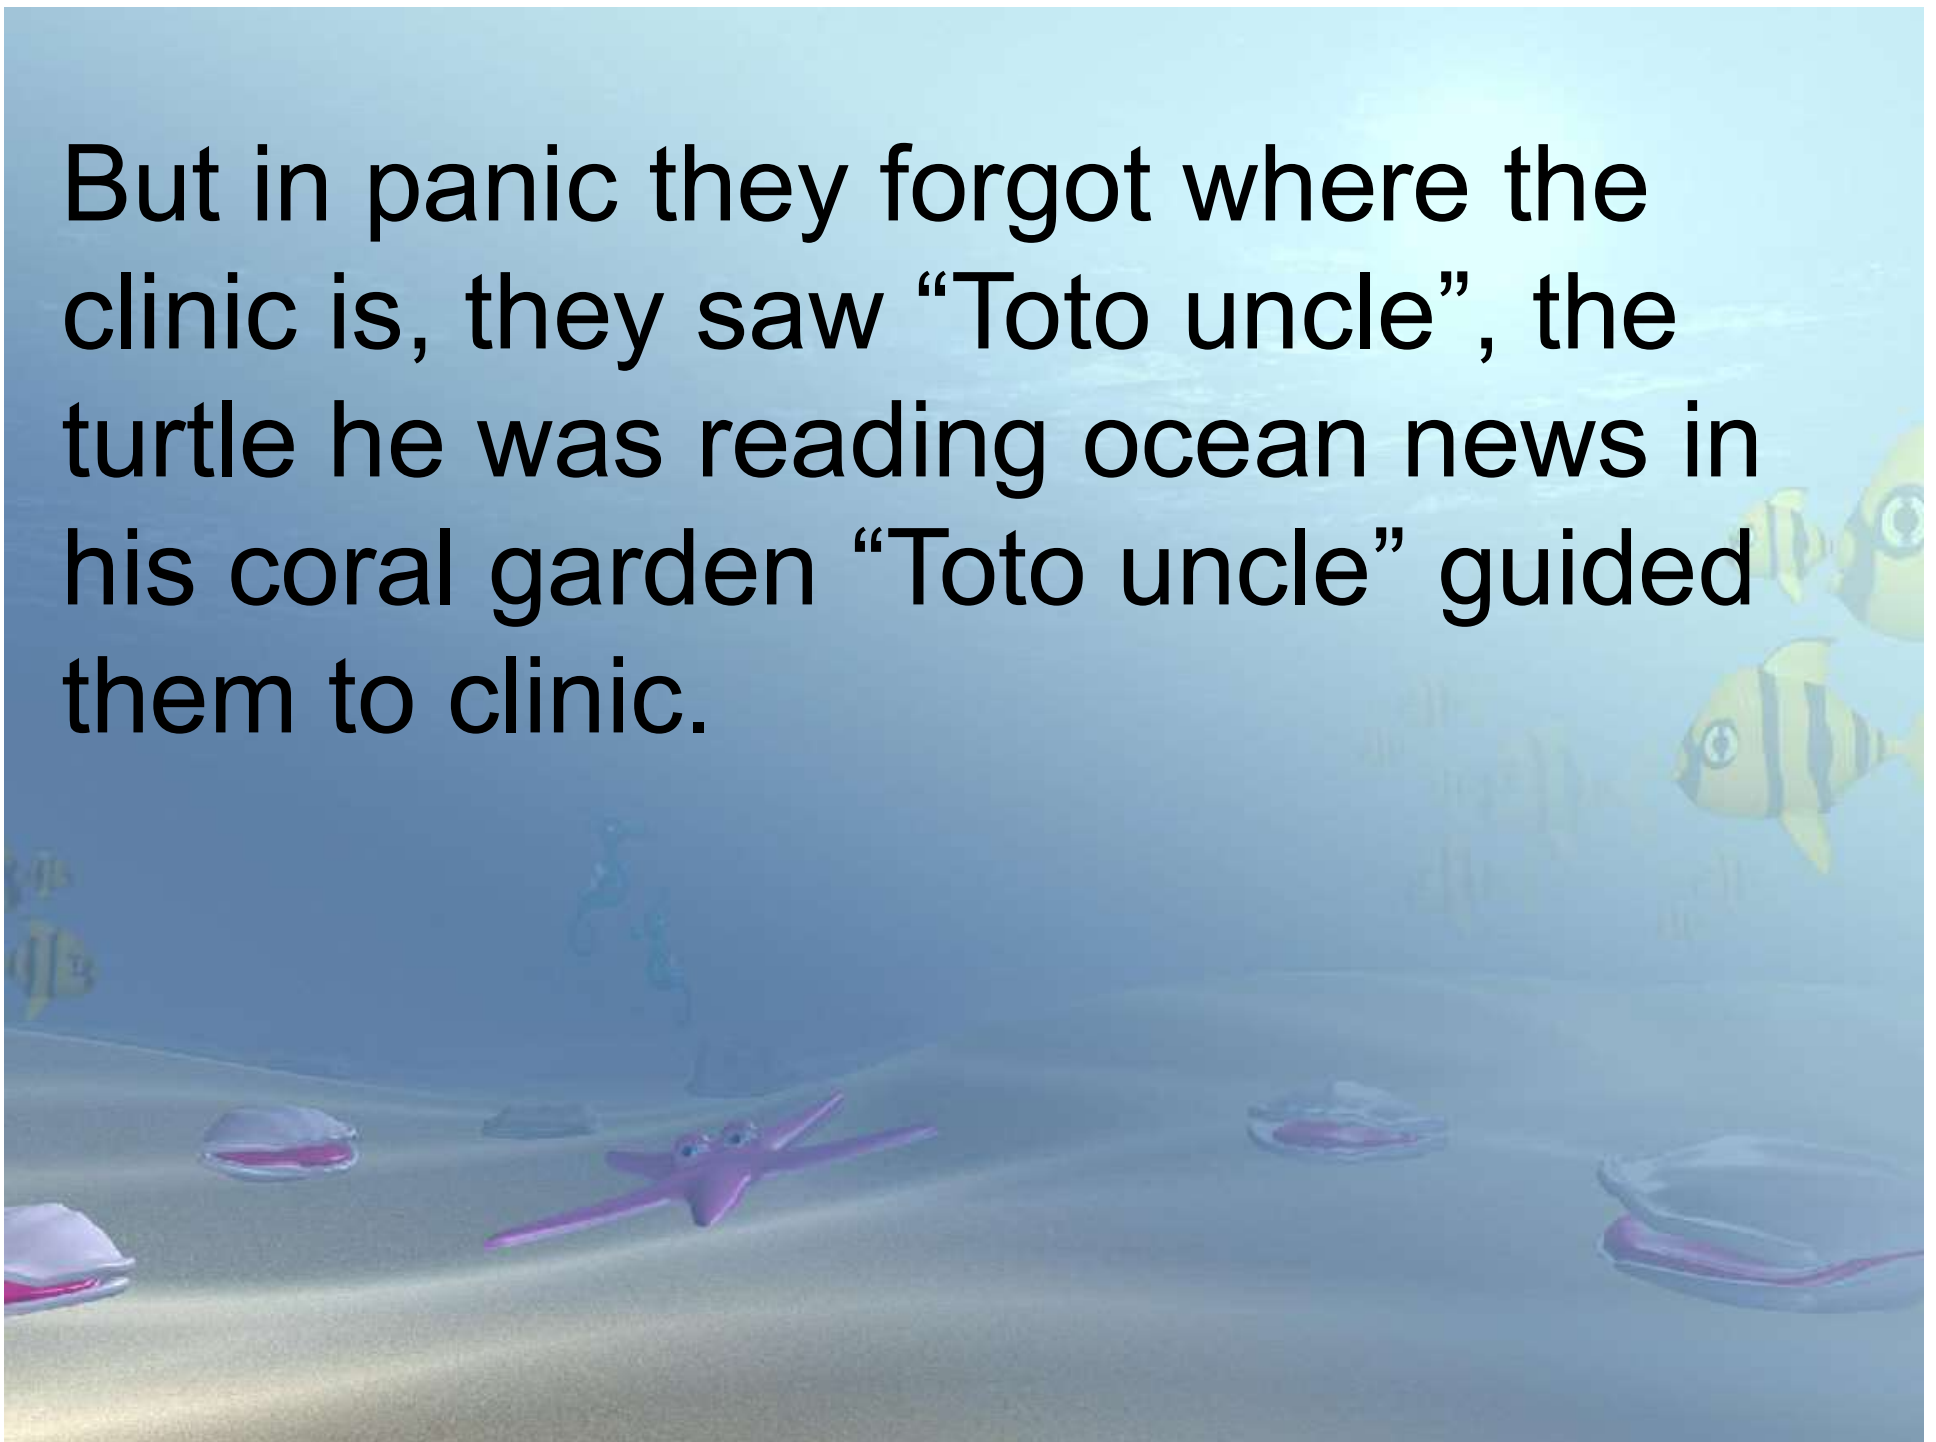 But in panic they forgot where the
clinic is, they saw “Toto uncle”, the
turtle he was reading ocean news in
his coral garden “Toto uncle” guided
them to clinic.